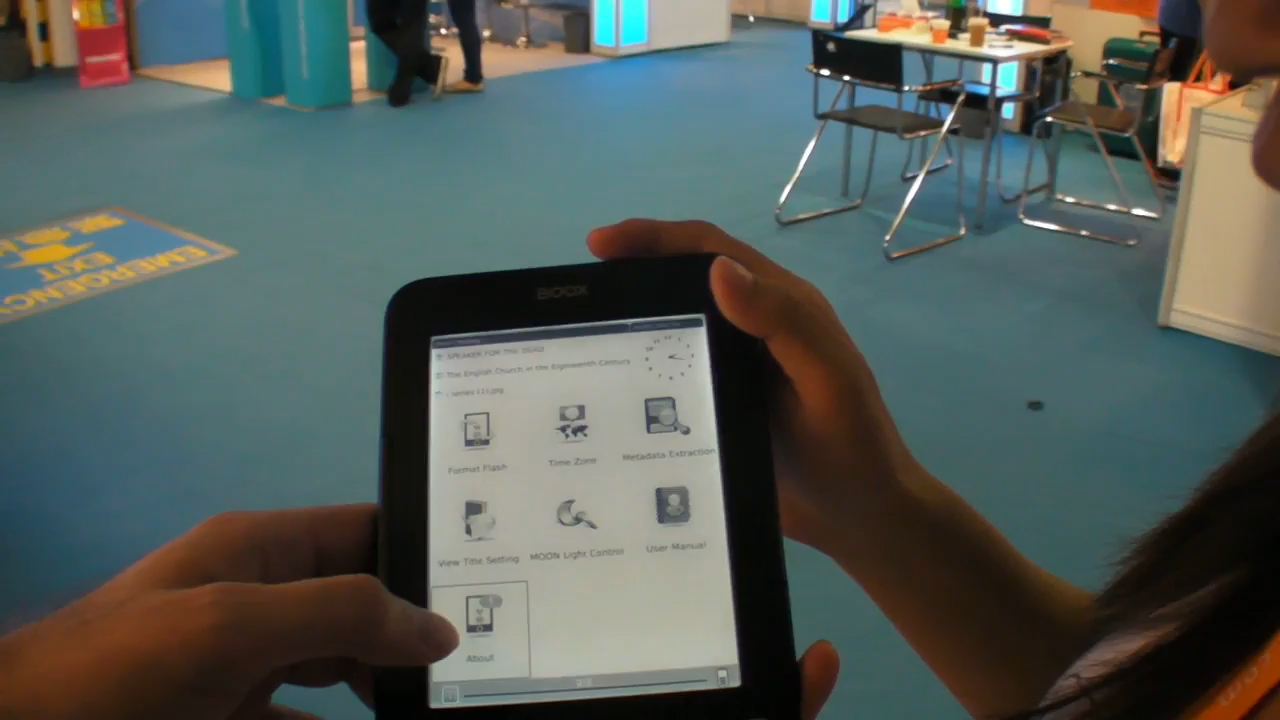 BOOX
SPEAKER FOR THE DEAD
The English Church in the Eighteenth Century
Format Flash
Time Zone
Metadata Extraction
View Title Setting
MOON Light Control
User Manual
About
EMERGENCY
EXIT